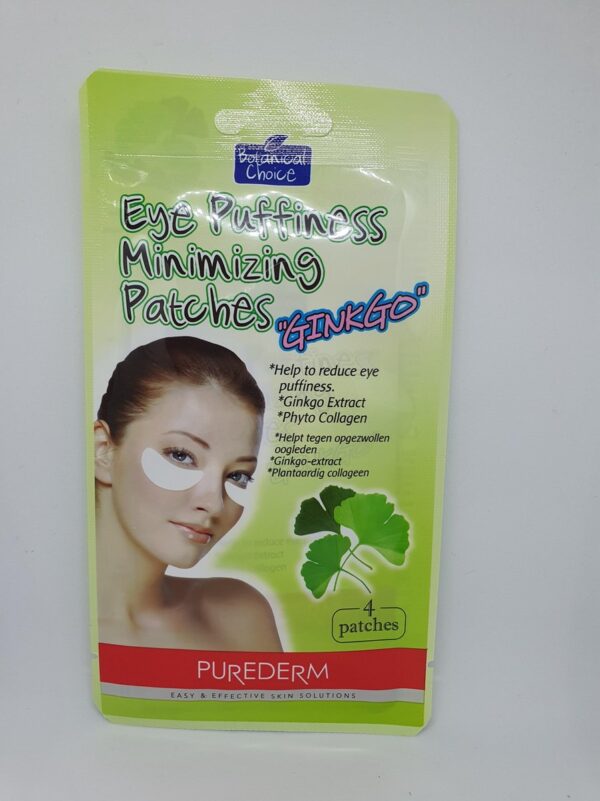 Botanical
Choice
Eye Puffiness
Minimizing
Patches "GINKGO"
*Help to reduce eye
puffiness.
*Ginkgo Extract
*Phyto Collagen
*Helpt tegen opgezwollen
oogleden
*Ginkgo-extract
*Plantaardig collageen
4
patches
PUREDERM
EASY & EFFECTIVE SKIN SOLUTIONS